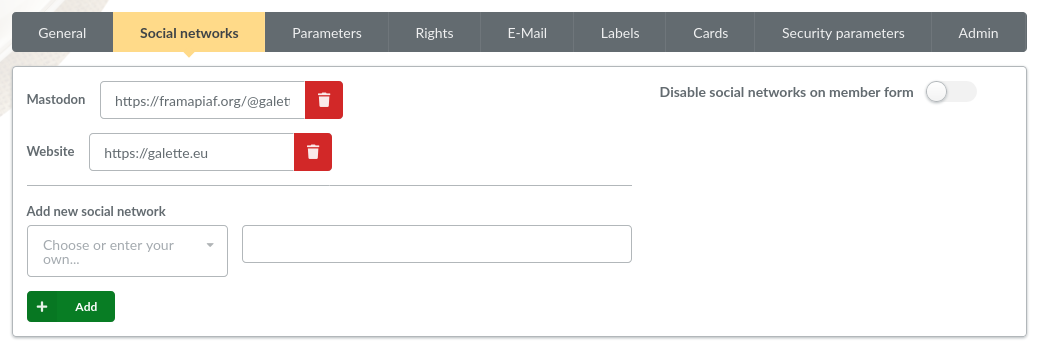 General
Social networks
Parameters
Rights
E-Mail
Labels
Cards
Security parameters
Admin
Mastodon
https://framapiaf.org/@galet
Disable social networks on member form
Website
https://galette.eu
Add new social network
Choose or enter your
own...
Add